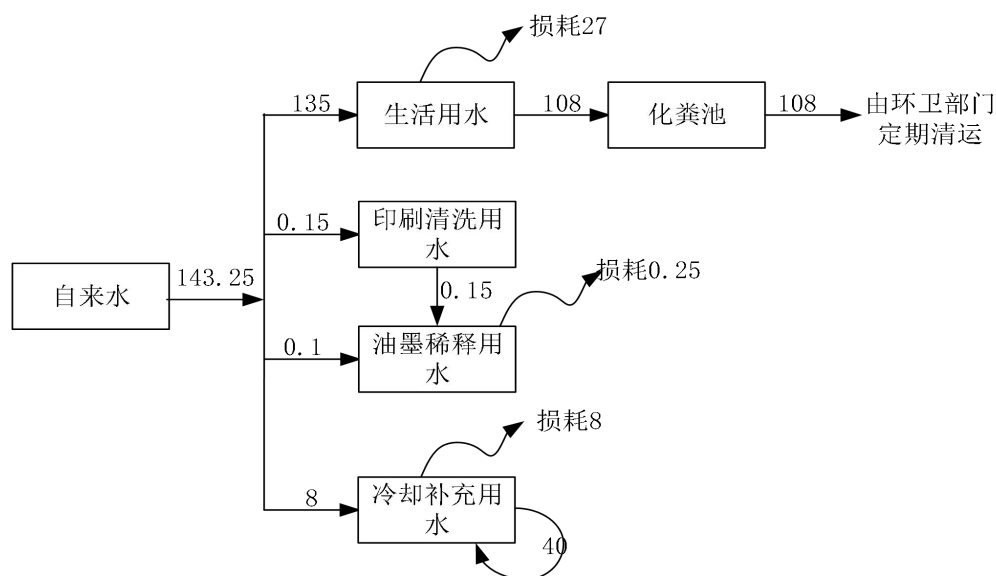 损耗27
135
生活用水
108
化粪池
108
由环卫部门
定期清运
0.15
印刷清洗用
水
自来水
143.25
0.15
损耗0.25
0.1
油墨稀释用
水
损耗8
8
冷却补充用
水
40